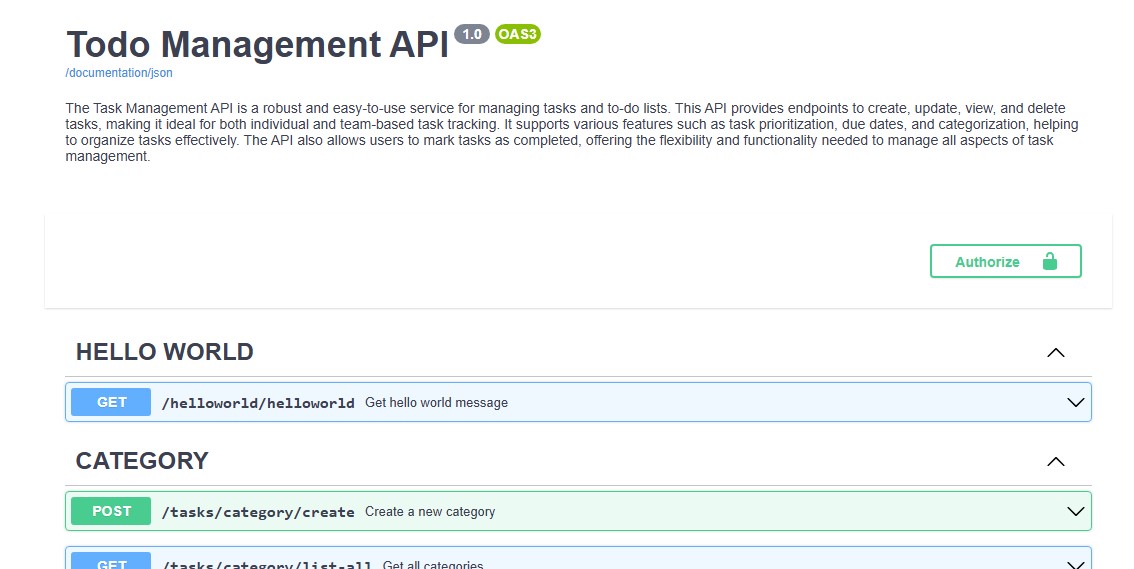 Todo Management API 1.0 OAS3
/documentation/json
The Task Management API is a robust and easy-to-use service for managing tasks and to-do lists. This API provides endpoints to create, update, view, and delete
tasks, making it ideal for both individual and team-based task tracking. It supports various features such as task prioritization, due dates, and categorization, helping
to organize tasks effectively. The API also allows users to mark tasks as completed, offering the flexibility and functionality needed to manage all aspects of task
management.
Authorize
HELLO WORLD
GET /helloworld/helloworld Get hello world message
CATEGORY
POST /tasks/category/create Create a new category
GET /tasks/category/list-all Get all categories